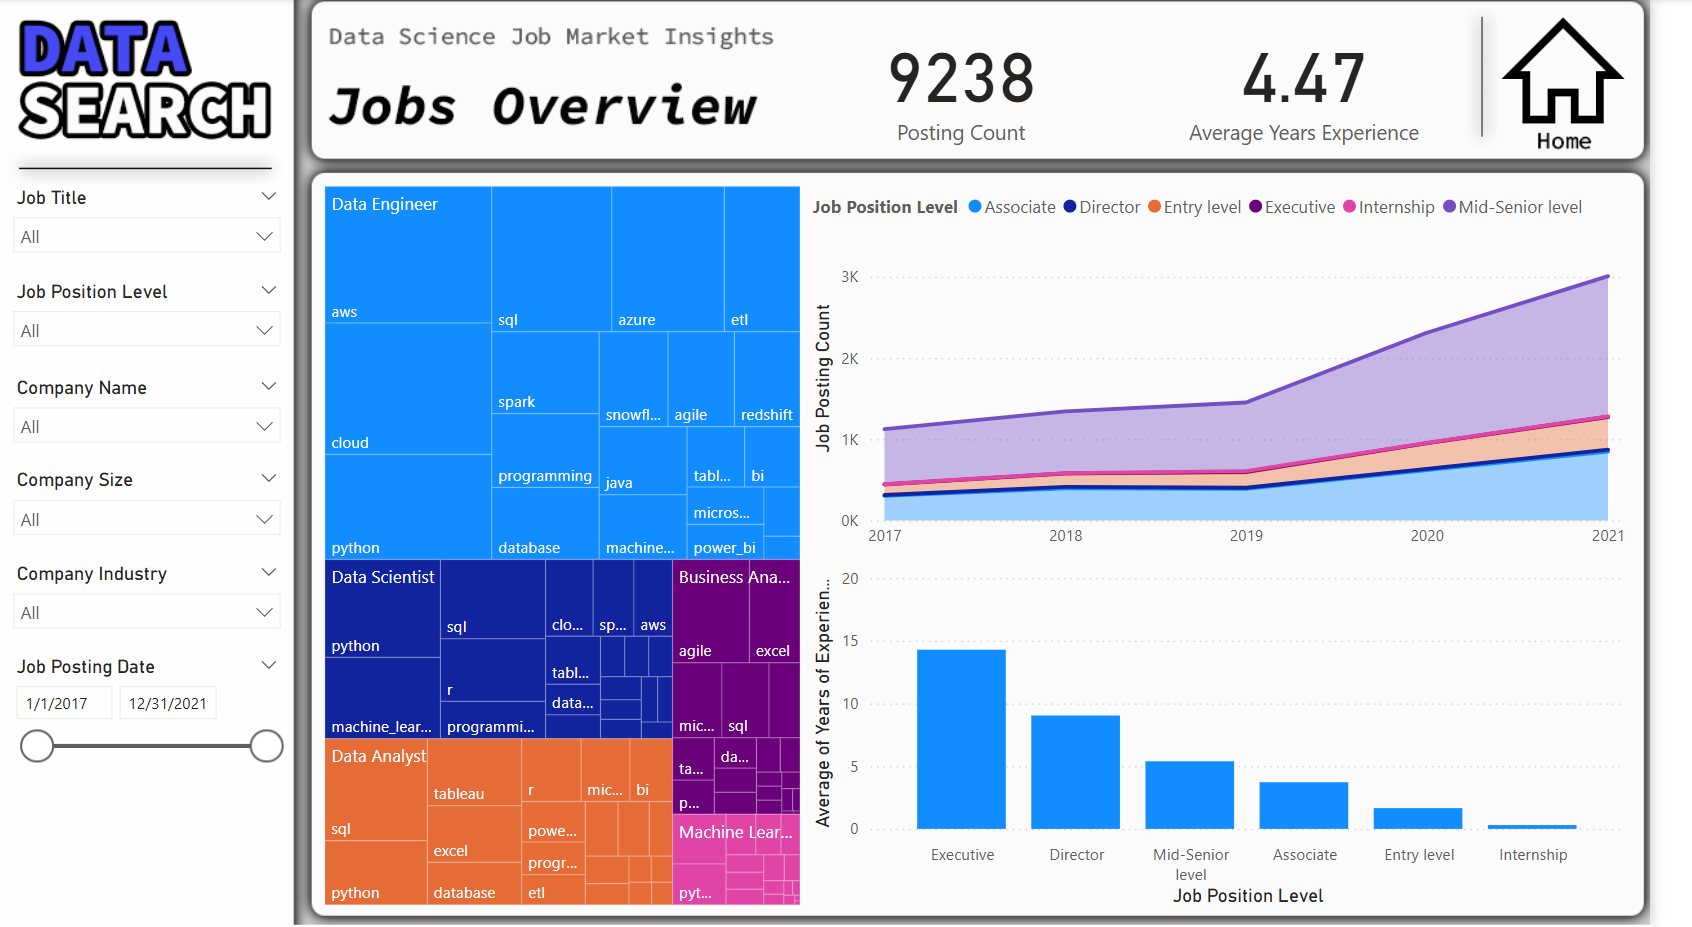 DATA
SEARCH
Job Title
All
Job Position Level
All
Company Name
All
Company Size
All
Company Industry
All
Job Posting Date
1/1/2017
12/31/2021
Data Science Job Market Insights
Jobs Overview
9238
Posting Count
4.47
Average Years Experience
Home
Data Engineer
aws
sql
azure
etl
cloud
spark
snowfl...
agile
redshift
python
programming
java
tabl...
bi
micros...
database
machine...
power_bi
Data Scientist
python
sql
clo...
sp...
aws
r
tabl...
data...
machine_lear...
programmi...
Business Ana...
agile
excel
mic...
sql
ta...
da...
p...
Data Analyst
sql
tableau
r
mic...
bi
excel
powe...
progr...
python
database
etl
Machine Lear...
pyt...
Job Position Level
Associate
Director
Entry level
Executive
Internship
Mid-Senior level
Job Posting Count
3K
2K
1K
0K
2017
2018
2019
2020
2021
Average of Years of Experien...
20
15
10
5
0
Executive
Director
Mid-Senior
level
Associate
Entry level
Internship
Job Position Level